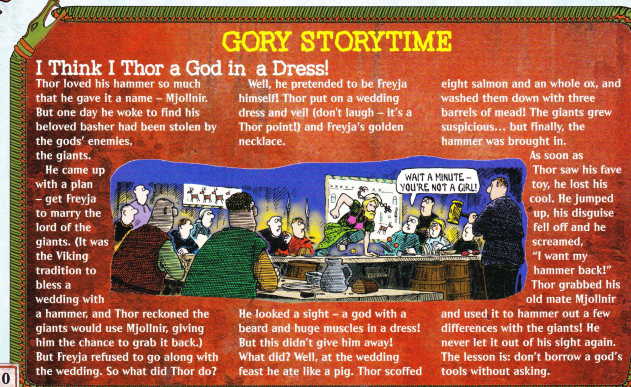 GORY STORYTIME
I Think I Thor a God in a Dress!
Thor loved his hammer so much
that he gave it a name – Mjollnir.
But one day he woke to find his
beloved basher had been stolen by
the gods' enemies,
the giants.
He came up
with a plan
– get Freyja
to marry the
lord of the
giants. (It was
the Viking
tradition to
bless a
wedding with
a hammer, and Thor reckoned the
giants would use Mjollnir, giving
him the chance to grab it back.)
But Freyja refused to go along with
the wedding. So what did Thor do?
Well, he pretended to be Freyja
himself! Thor put on a wedding
dress and veil (don't laugh – it's a
Thor point!) and Freyja's golden
necklace.
WAIT A MINUTE –
YOU'RE NOT A GIRL!
He looked a sight – a god with a
beard and huge muscles in a dress!
But this didn't give him away!
What did? Well, at the wedding
feast he ate like a pig. Thor scoffed
eight salmon and an whole ox, and
washed them down with three
barrels of mead! The giants grew
suspicious... but finally, the
hammer was brought in.
As soon as
Thor saw his fave
toy, he lost his
cool. He jumped
up, his disguise
fell off and he
screamed,
"I want my
hammer back!"
Thor grabbed his
old mate Mjollnir
and used it to hammer out a few
differences with the giants! He
never let it out of his sight again.
The lesson is: don't borrow a god's
tools without asking.
0